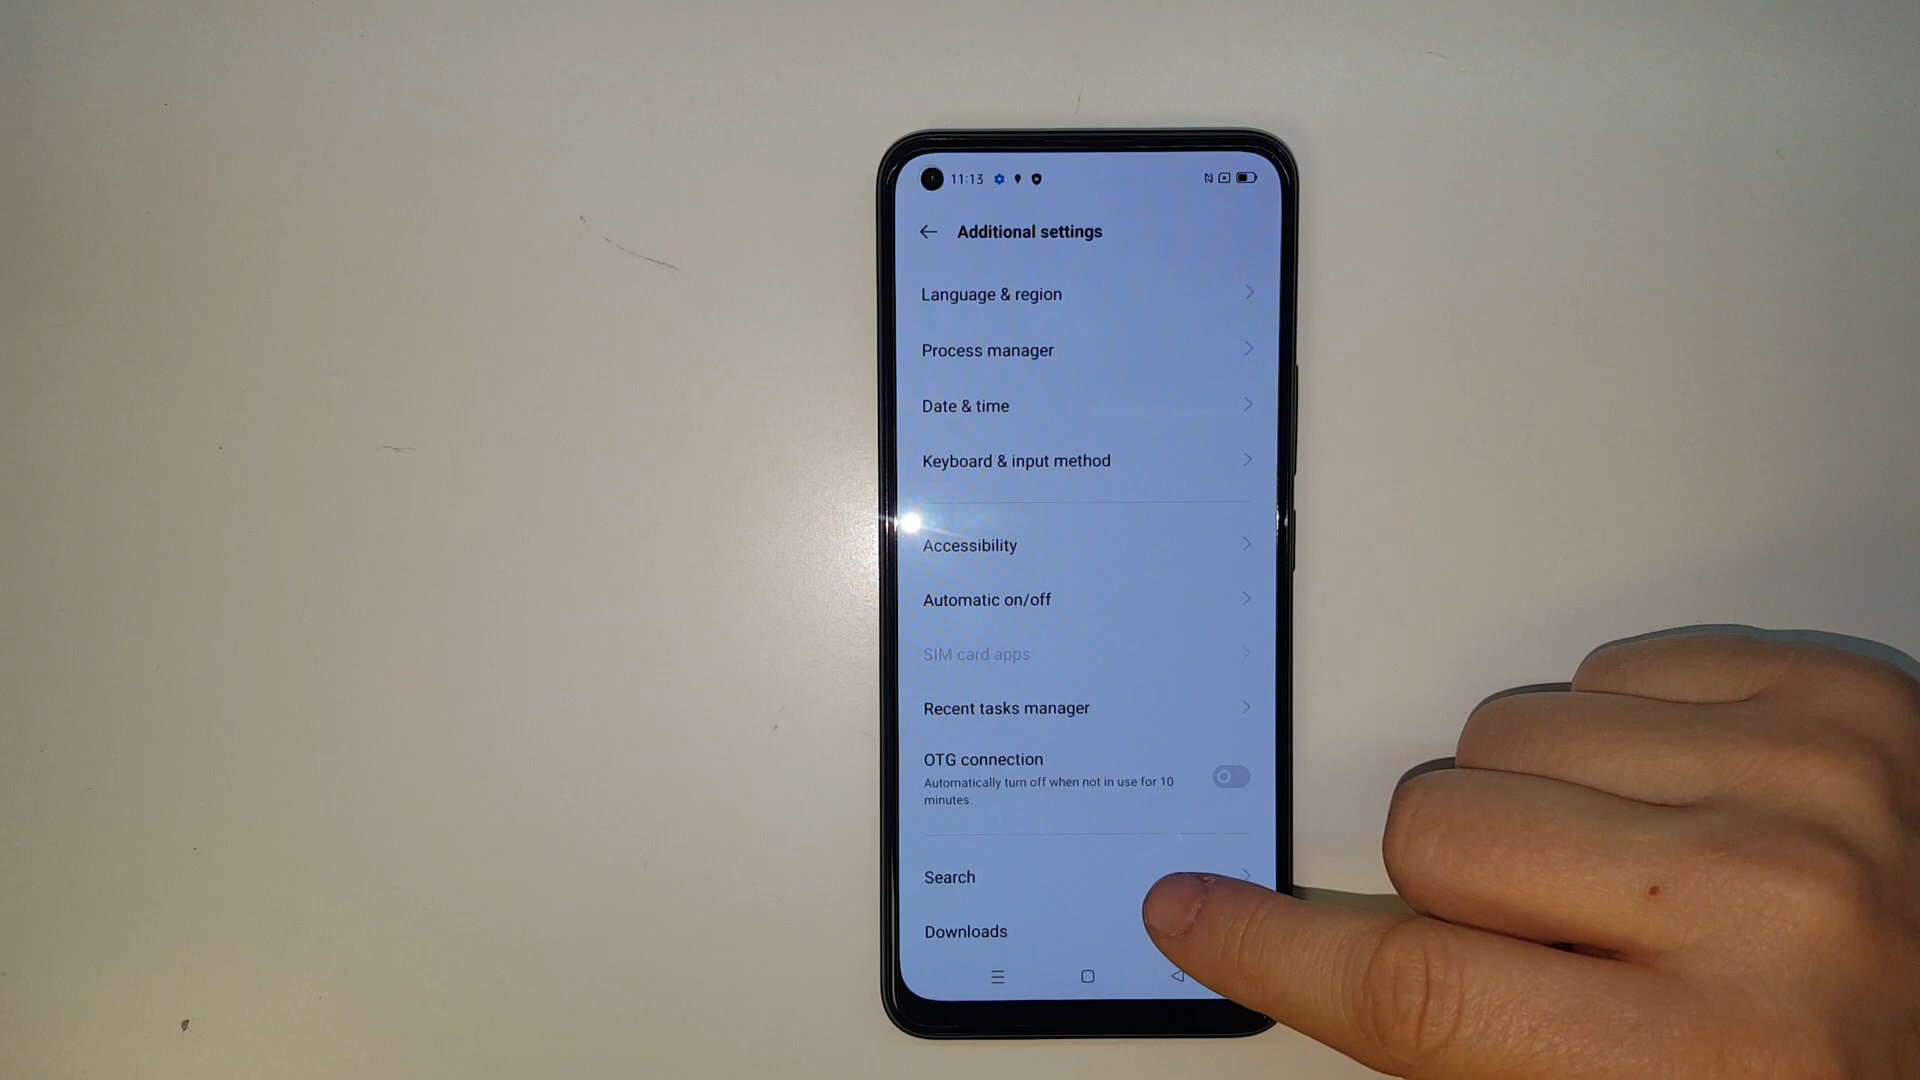 11:13
Additional settings
Language & region
Process manager
Date & time
Keyboard & input method
Accessibility
Automatic on/off
SIM card apps
Recent tasks manager
OTG connection
Automatically turn off when not in use for 10
minutes.
Search
Downloads